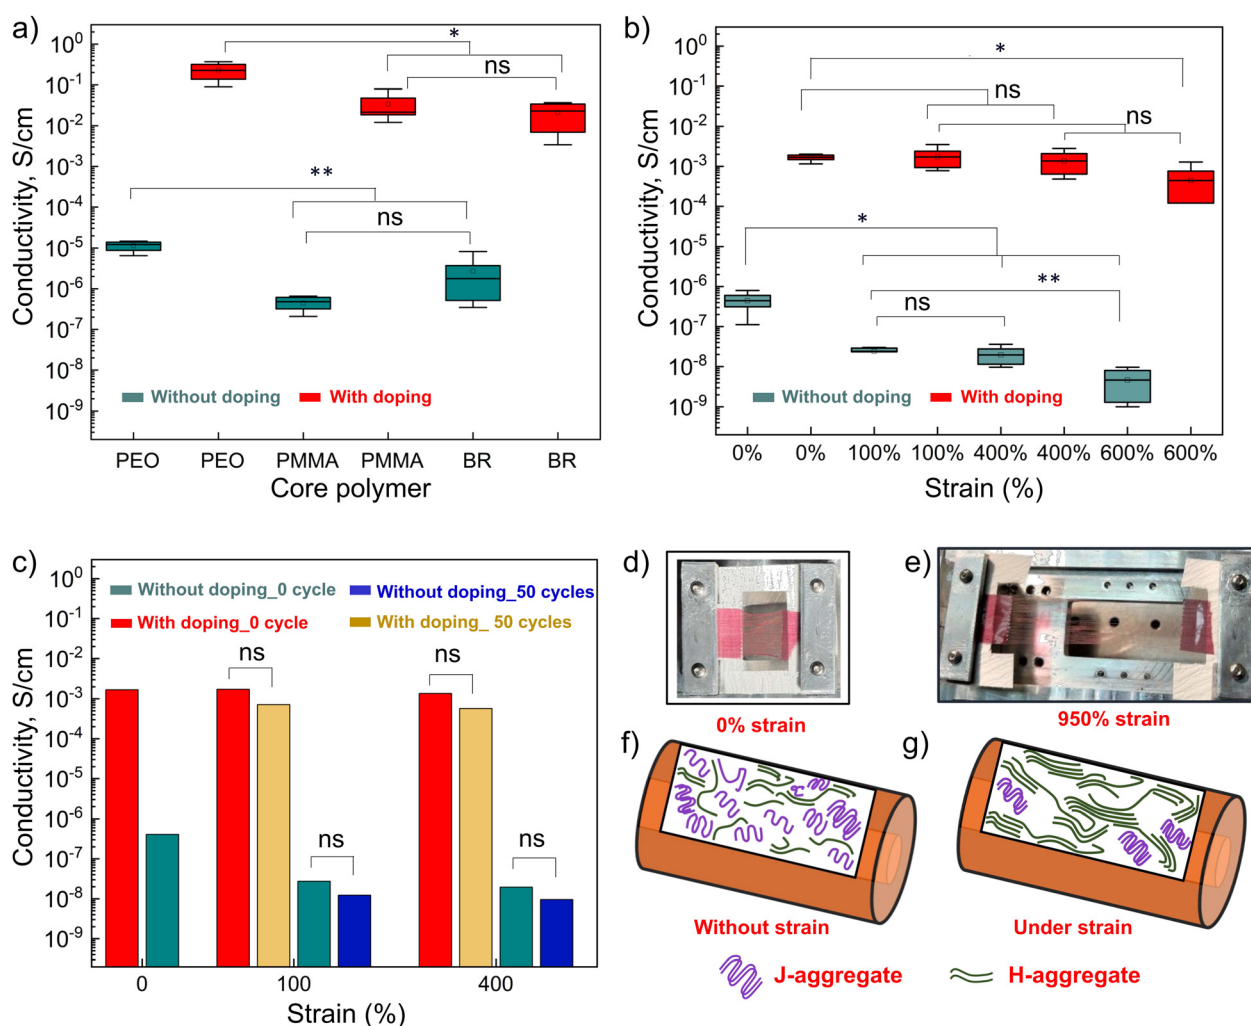 a)
Conductivity, S/cm
10⁰
10⁻¹
10⁻²
10⁻³
10⁻⁴
10⁻⁵
10⁻⁶
10⁻⁷
10⁻⁸
10⁻⁹
*
ns
**
ns
Without doping With doping
PEO PEO PMMA PMMA BR BR
Core polymer
b)
Conductivity, S/cm
10⁰
10⁻¹
10⁻²
10⁻³
10⁻⁴
10⁻⁵
10⁻⁶
10⁻⁷
10⁻⁸
10⁻⁹
*
ns
ns
*
**
ns
Without doping With doping
0% 0% 100% 100% 400% 400% 600% 600%
Strain (%)
c)
Conductivity, S/cm
10⁰
10⁻¹
10⁻²
10⁻³
10⁻⁴
10⁻⁵
10⁻⁶
10⁻⁷
10⁻⁸
10⁻⁹
Without doping_0 cycle Without doping_50 cycles
With doping_0 cycle With doping_ 50 cycles
ns ns
ns ns
0 100 400
Strain (%)
d)
0% strain
e)
950% strain
f)
Without strain
g)
Under strain
J-aggregate H-aggregate